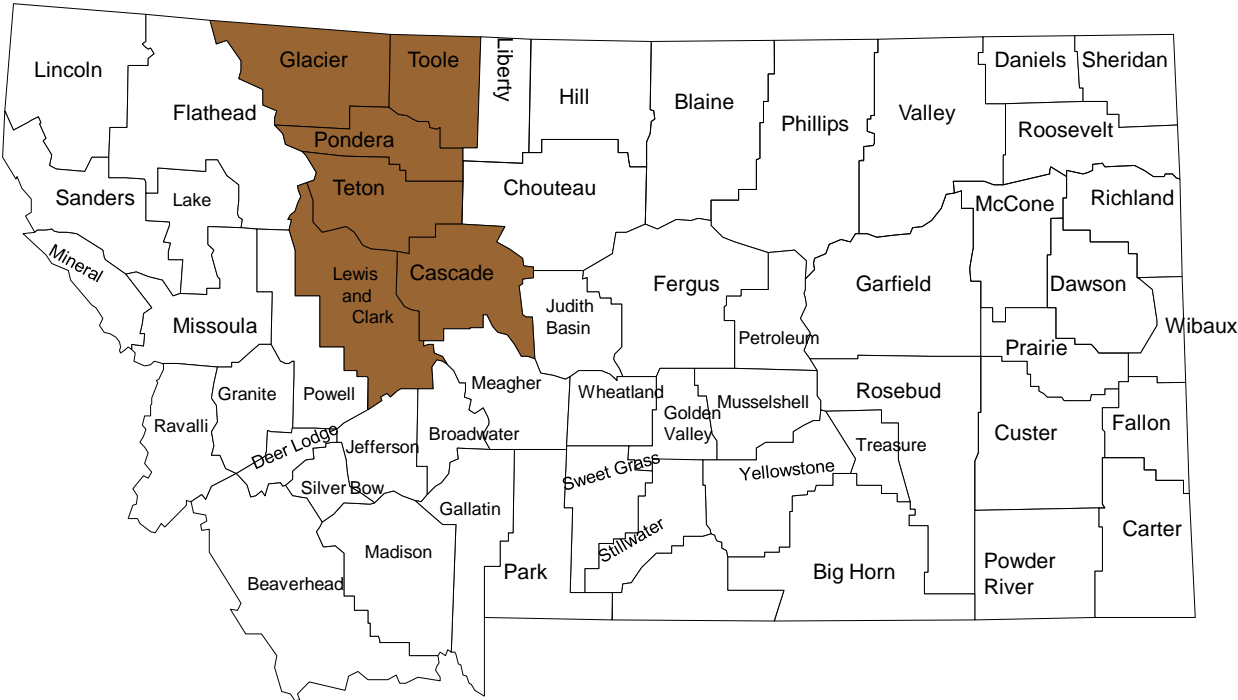 Lincoln
Flathead
Glacier
Toole
Liberty
Hill
Blaine
Phillips
Valley
Daniels
Sheridan
Roosevelt
Pondera
Teton
Chouteau
Sanders
Lake
McCone
Richland
Mineral
Missoula
Lewis
and
Clark
Cascade
Judith
Basin
Fergus
Petroleum
Garfield
Dawson
Wibaux
Prairie
Ravalli
Granite
Powell
Deer Lodge
Jefferson
Silver Bow
Broadwater
Meagher
Wheatland
Golden
Valley
Musselshell
Rosebud
Treasure
Custer
Fallon
Sweet Grass
Yellowstone
Gallatin
Stillwater
Madison
Beaverhead
Park
Big Horn
Powder
River
Carter